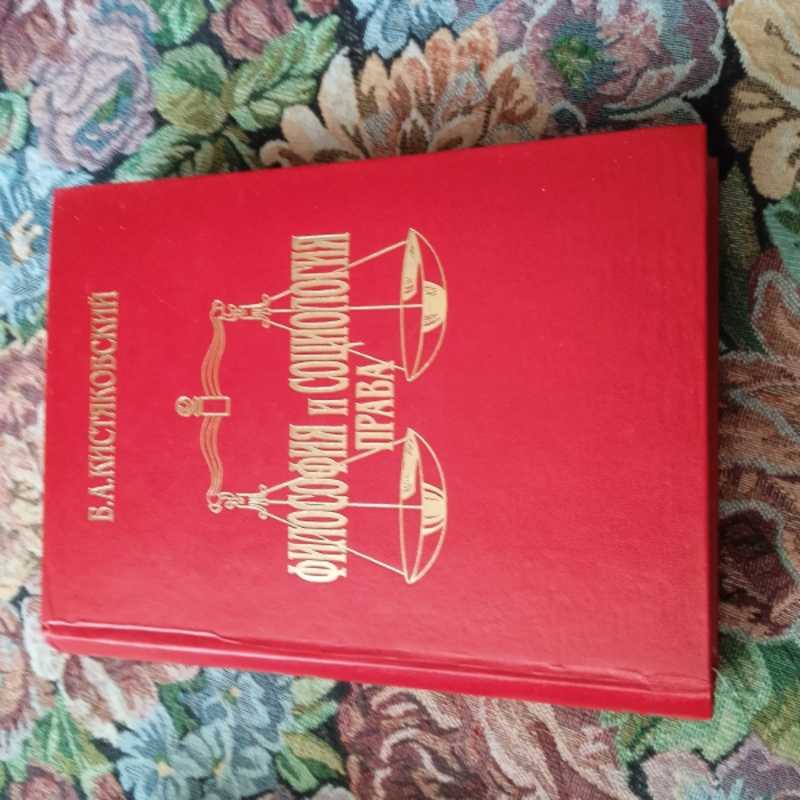 Б.А.КИСТЯКОВСКИЙ
ФИЛОСОФИЯ И СОЦИОЛОГИЯ
ПРАВА